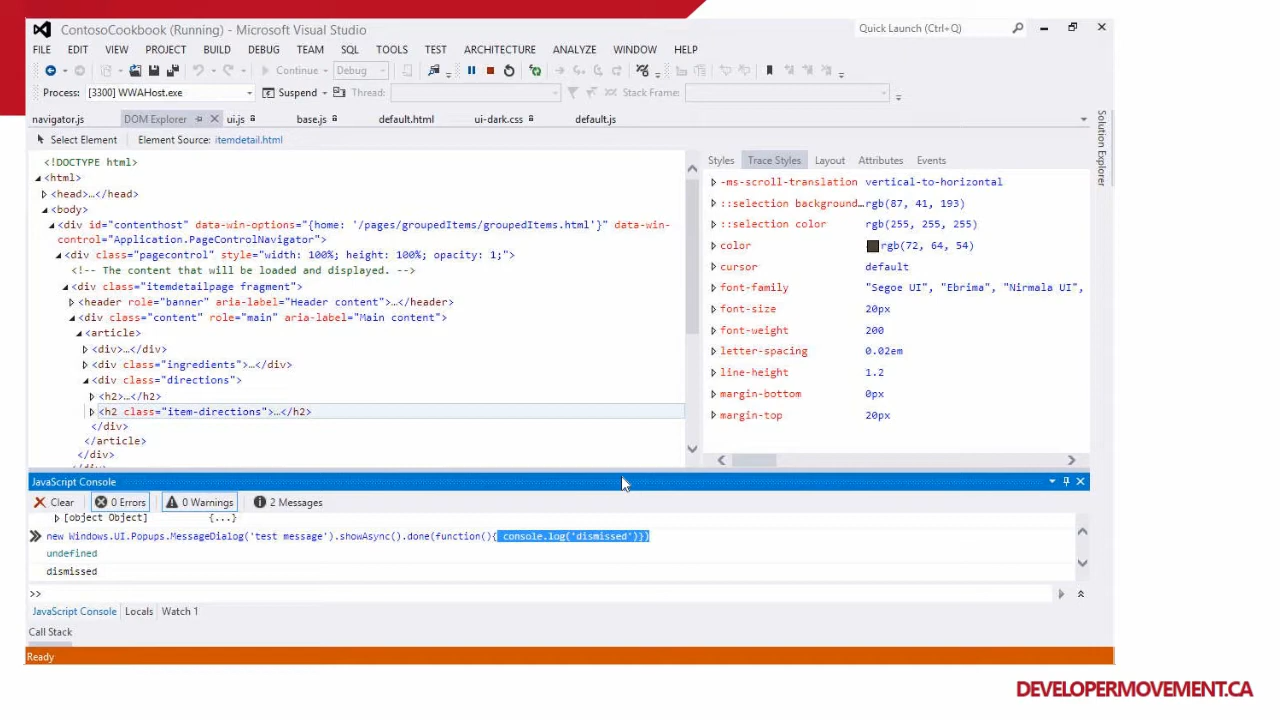 ContosoCookbook (Running) - Microsoft Visual Studio
Quick Launch (Ctrl+Q)
FILE EDIT VIEW PROJECT BUILD DEBUG TEAM SQL TOOLS TEST ARCHITECTURE ANALYZE WINDOW HELP
Continue Debug
Process: [3300] WWAHost.exe Suspend Thread: Stack Frame:
navigator.js DOM Explorer ui.js base.js default.html ui-dark.css default.js
Solution Explorer
Select Element Element Source: itemdetail.html
<!DOCTYPE html>
<html>
<head>…</head>
<body>
<div id="contenthost" data-win-options="{home: '/pages/groupedItems/groupedItems.html'}" data-win-
control="Application.PageControlNavigator">
<div class="pagecontrol" style="width: 100%; height: 100%; opacity: 1;">
<!-- The content that will be loaded and displayed. -->
<div class="itemdetailpage fragment">
<header role="banner" aria-label="Header content">…</header>
<div class="content" role="main" aria-label="Main content">
<article>
<div>…</div>
<div class="ingredients">…</div>
<div class="directions">
<h2>…</h2>
<h2 class="item-directions">…</h2>
</div>
</article>
</div>
</div>
Styles Trace Styles Layout Attributes Events
-ms-scroll-translation vertical-to-horizontal
::selection background… rgb(87, 41, 193)
::selection color rgb(255, 255, 255)
color rgb(72, 64, 54)
cursor default
font-family "Segoe UI", "Ebrima", "Nirmala UI",
font-size 20px
font-weight 200
letter-spacing 0.02em
line-height 1.2
margin-bottom 0px
margin-top 20px
JavaScript Console
Clear 0 Errors 0 Warnings 2 Messages
[object Object] {...}
new Windows.UI.Popups.MessageDialog('test message').showAsync().done(function(){ console.log('dismissed')})
undefined
dismissed
>>
JavaScript Console Locals Watch 1
Call Stack
Ready
DEVELOPERMOVEMENT.CA